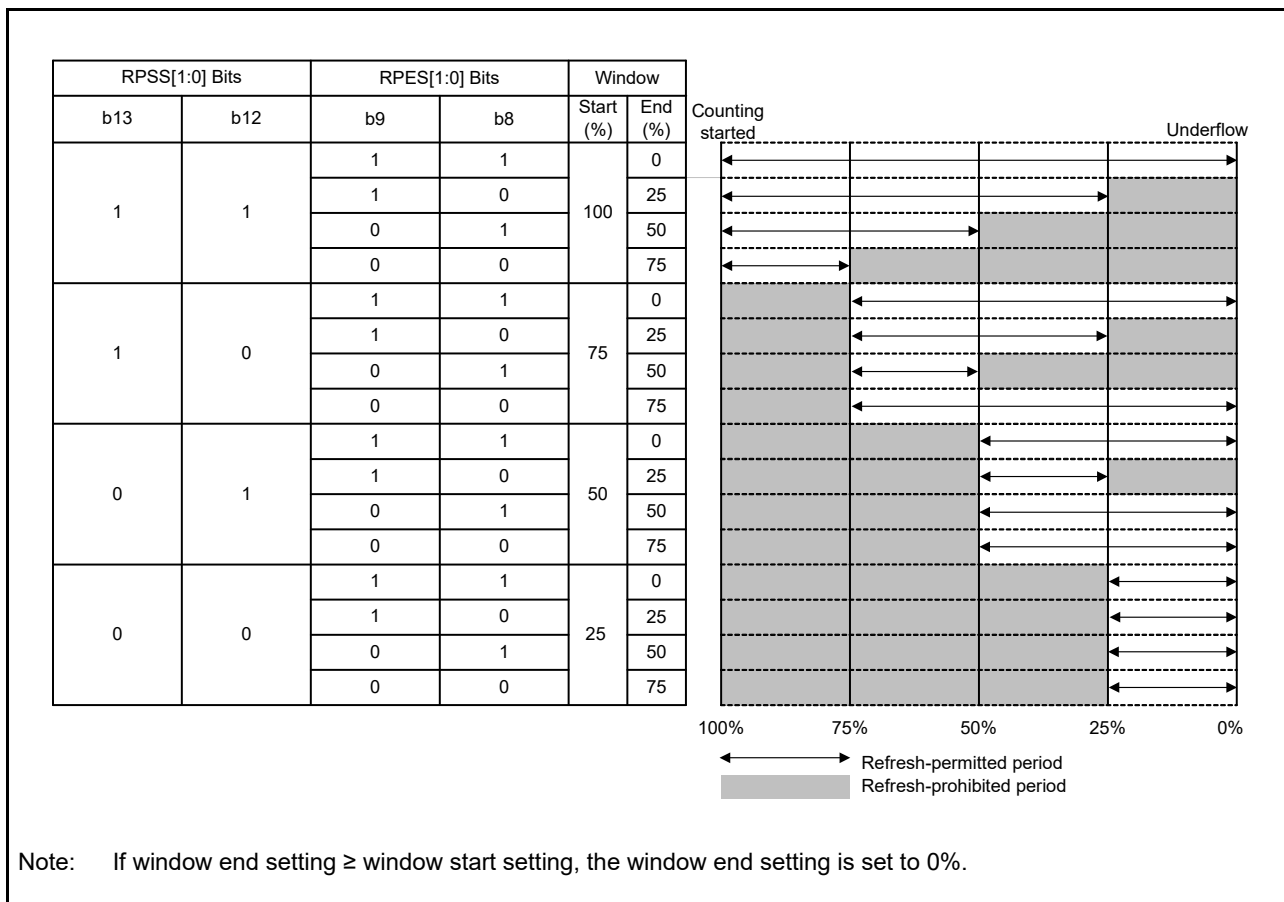 RPSS[1:0] Bits RPES[1:0] Bits Window
b13 b12 b9 b8 Start (%) End (%) Counting started Underflow
1 1 0
1 0 25
1 1 100
0 1 50
0 0 75
1 1 0
1 0 25
1 0 75
0 1 50
0 0 75
1 1 0
1 0 25
0 1 50
0 1 50
0 0 75
1 1 0
1 0 25
0 0 25
0 1 50
0 0 75
100% 75% 50% 25% 0%
Refresh-permitted period
Refresh-prohibited period
Note: If window end setting ≥ window start setting, the window end setting is set to 0%.